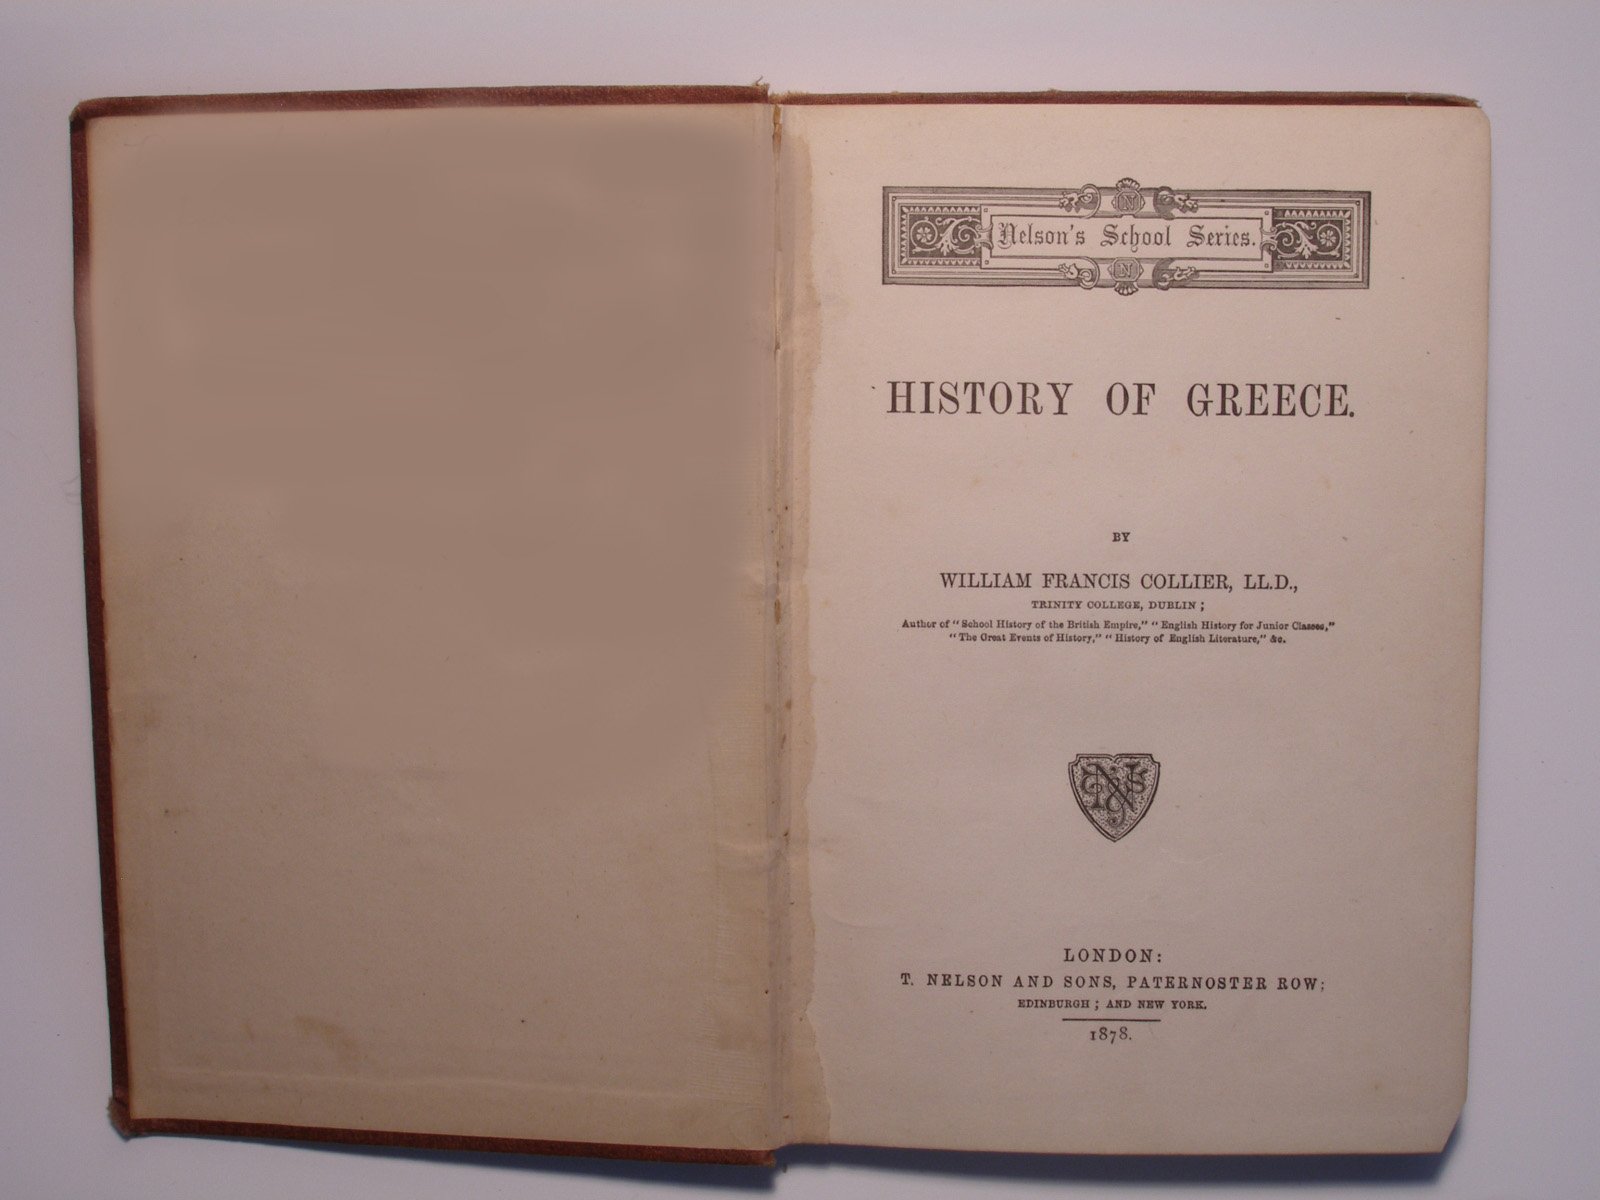 Nelson's School Series.
HISTORY OF GREECE.
BY
WILLIAM FRANCIS COLLIER, LL.D.,
TRINITY COLLEGE, DUBLIN;
Author of "School History of the British Empire," "English History for Junior Classes,"
"The Great Events of History," "History of English Literature," &c.
LONDON:
T. NELSON AND SONS, PATERNOSTER ROW;
EDINBURGH; AND NEW YORK.
1878.